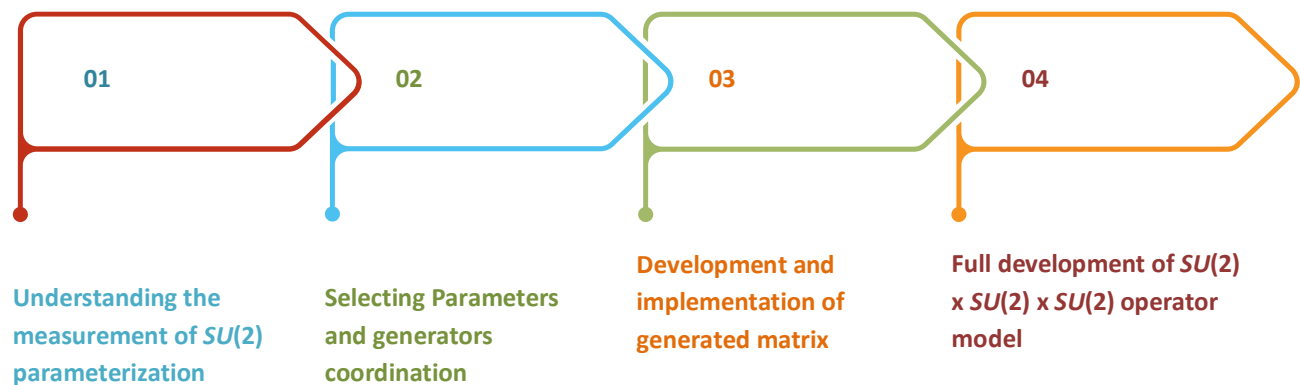 01
02
03
04
Understanding the
measurement of SU(2)
parameterization
Selecting Parameters
and generators
coordination
Development and
implementation of
generated matrix
Full development of SU(2)
x SU(2) x SU(2) operator
model